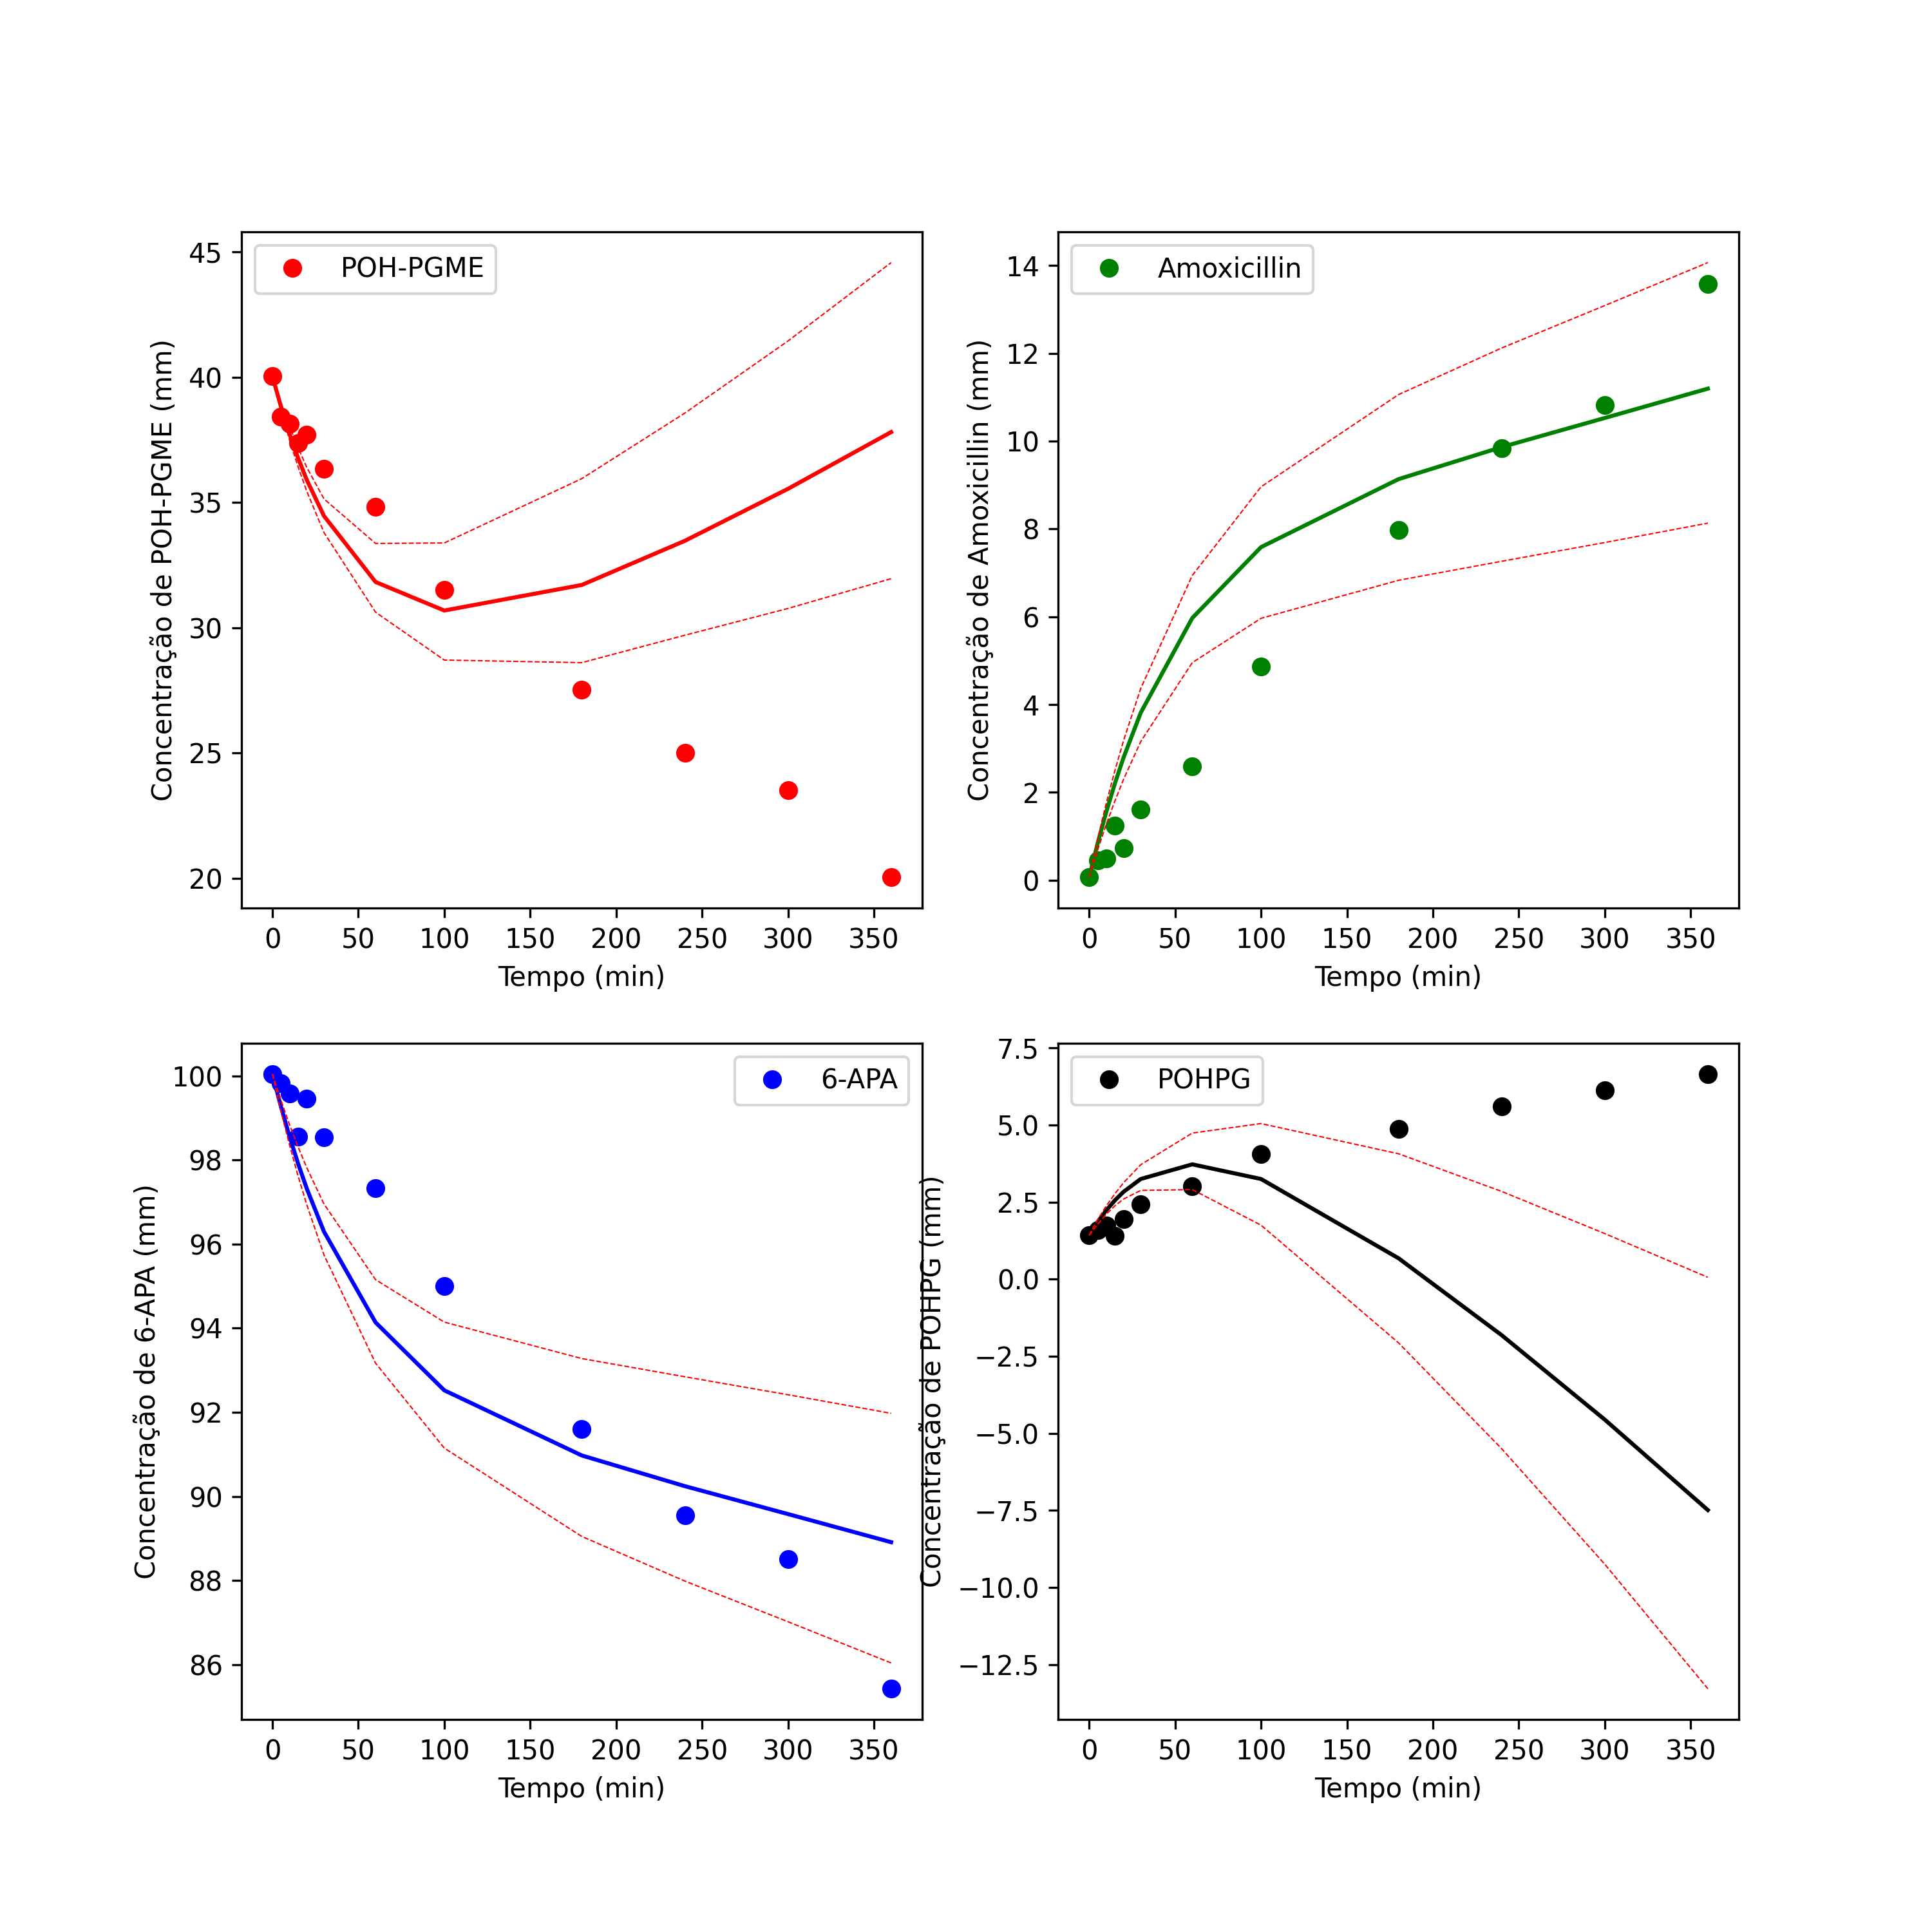 POH-PGME
Concentração de POH-PGME (mm)
45
40
35
30
25
20
0 50 100 150 200 250 300 350
Tempo (min)
Amoxicillin
Concentração de Amoxicillin (mm)
14
12
10
8
6
4
2
0
0 50 100 150 200 250 300 350
Tempo (min)
6-APA
Concentração de 6-APA (mm)
100
98
96
94
92
90
88
86
0 50 100 150 200 250 300 350
Tempo (min)
POHPG
Concentração de POHPG (mm)
7.5
5.0
2.5
0.0
−2.5
−5.0
−7.5
−10.0
−12.5
0 50 100 150 200 250 300 350
Tempo (min)